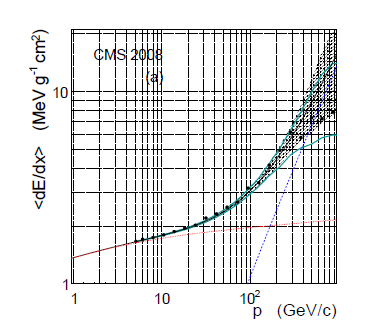 CMS 2008
(a)
<dE/dx> (MeV g⁻¹ cm²)
10
1
1
10
10²
p (GeV/c)